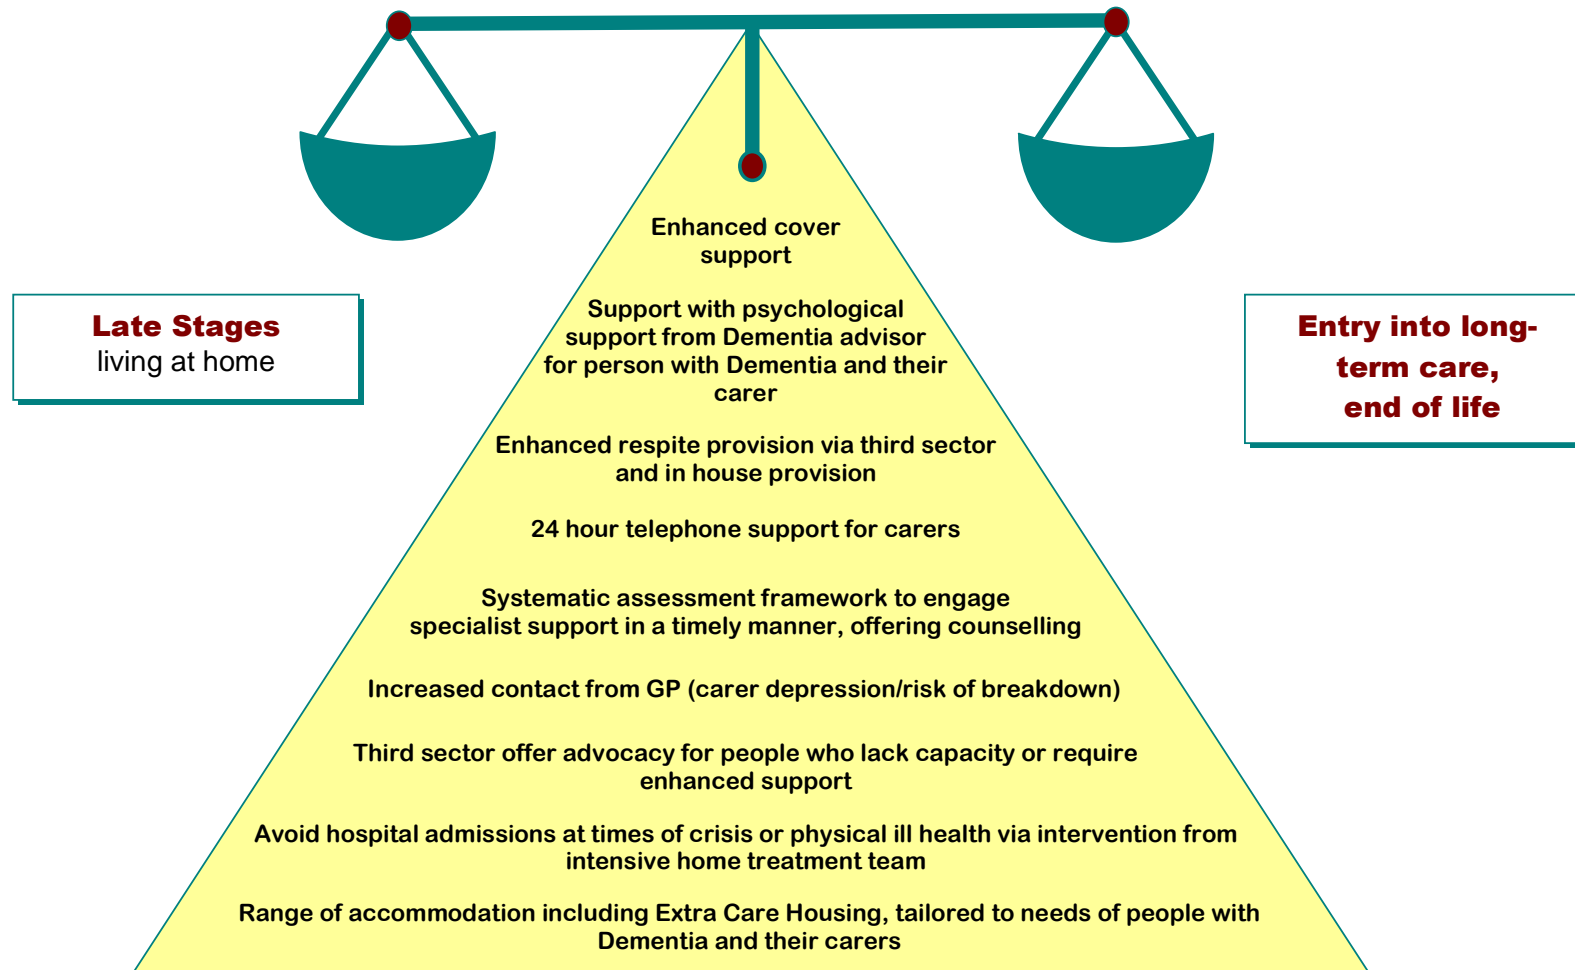 Enhanced cover
support
Support with psychological
support from Dementia advisor
for person with Dementia and their
carer
Late Stages
living at home
Entry into long-
term care,
end of life
Enhanced respite provision via third sector
and in house provision
24 hour telephone support for carers
Systematic assessment framework to engage
specialist support in a timely manner, offering counselling
Increased contact from GP (carer depression/risk of breakdown)
Third sector offer advocacy for people who lack capacity or require
enhanced support
Avoid hospital admissions at times of crisis or physical ill health via intervention from
intensive home treatment team
Range of accommodation including Extra Care Housing, tailored to needs of people with
Dementia and their carers